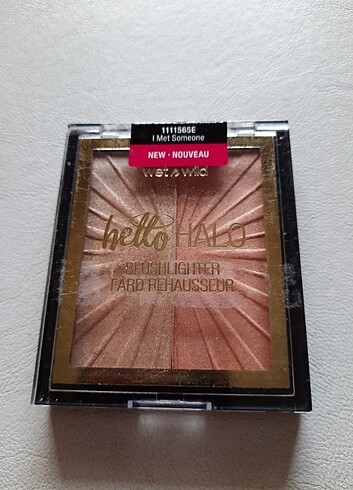 1111565E
I Met Someone
NEW • NOUVEAU
wet n wild
hello HALO
BLUSHLIGHTER
FARD REHAUSSEUR